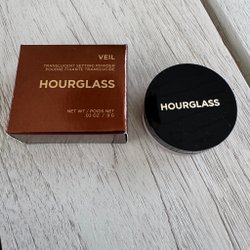 VEIL
TRANSLUCENT SETTING POWDER
POUDRE FIXANTE TRANSLUCIDE
HOURGLASS
NET WT / POIDS NET
HOURGLASS